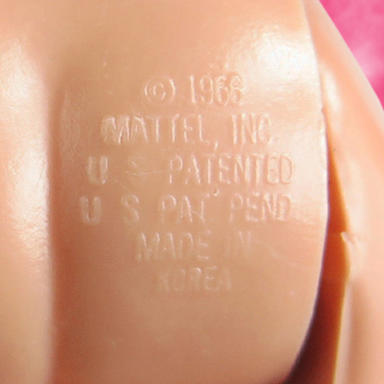 © 1966
MATTEL, INC.
U S PATENTED
U S PAT PEND
MADE IN
KOREA